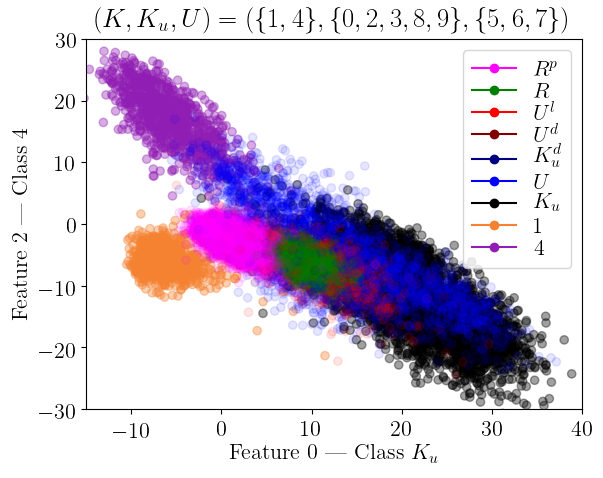 (K, K_u, U) = ({1, 4}, {0, 2, 3, 8, 9}, {5, 6, 7})
30
20
10
0
−10
−20
−30
Feature 2 — Class 4
R^p
R
U^l
U^d
K_u^d
U
K_u
1
4
−10
0
10
20
30
40
Feature 0 — Class K_u